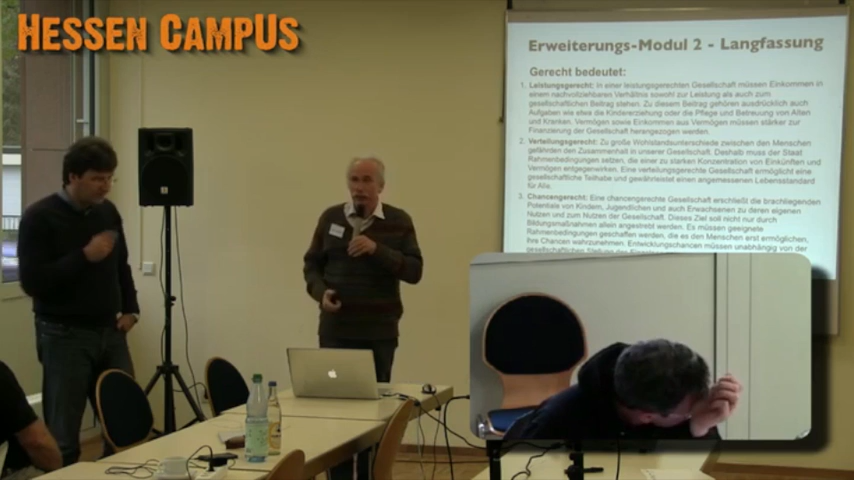 HESSEN CAMPUS
Erweiterungs-Modul 2 - Langfassung
Gerecht bedeutet:
1. Leistungsgerecht: In einer leistungsgerechten Gesellschaft müssen Einkommen in
einem nachvollziehbaren Verhältnis sowohl zur Leistung als auch zum
gesellschaftlichen Beitrag stehen. Zu diesem Beitrag gehören ausdrücklich auch
Aufgaben wie etwa die Kindererziehung oder die Pflege und Betreuung von Alten
und Kranken. Vermögen sowie Einkommen aus Vermögen müssen stärker zur
Finanzierung der Gesellschaft herangezogen werden.
2. Verteilungsgerecht: Zu große Wohlstandsunterschiede zwischen den Menschen
gefährden den Zusammenhalt in unserer Gesellschaft. Deshalb muss der Staat
Rahmenbedingungen setzen, die einer zu starken Konzentration von Einkünften und
Vermögen entgegenwirken. Eine verteilungsgerechte Gesellschaft ermöglicht eine
gesellschaftliche Teilhabe und gewährleistet einen angemessenen Lebensstandard
für Alle.
3. Chancengerecht: Eine chancengerechte Gesellschaft erschließt die brachliegenden
Potentiale von Kindern, Jugendlichen und auch Erwachsenen zu deren eigenen
Nutzen und zum Nutzen der Gesellschaft. Dieses Ziel soll nicht nur durch
Bildungsmaßnahmen allein angestrebt werden. Es müssen geeignete
Rahmenbedingungen geschaffen werden, die es den Menschen erst ermöglichen,
ihre Chancen wahrzunehmen. Entwicklungschancen müssen unabhängig von der